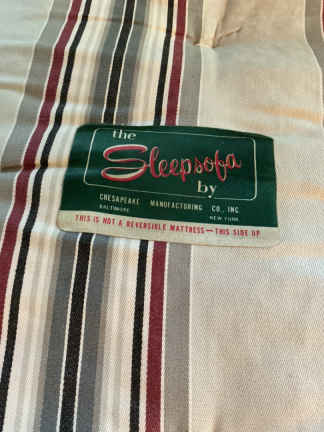 the
Sleepsofa
by
CHESAPEAKE MANUFACTURING CO., INC.
BALTIMORE NEW YORK
THIS IS NOT A REVERSIBLE MATTRESS — THIS SIDE UP